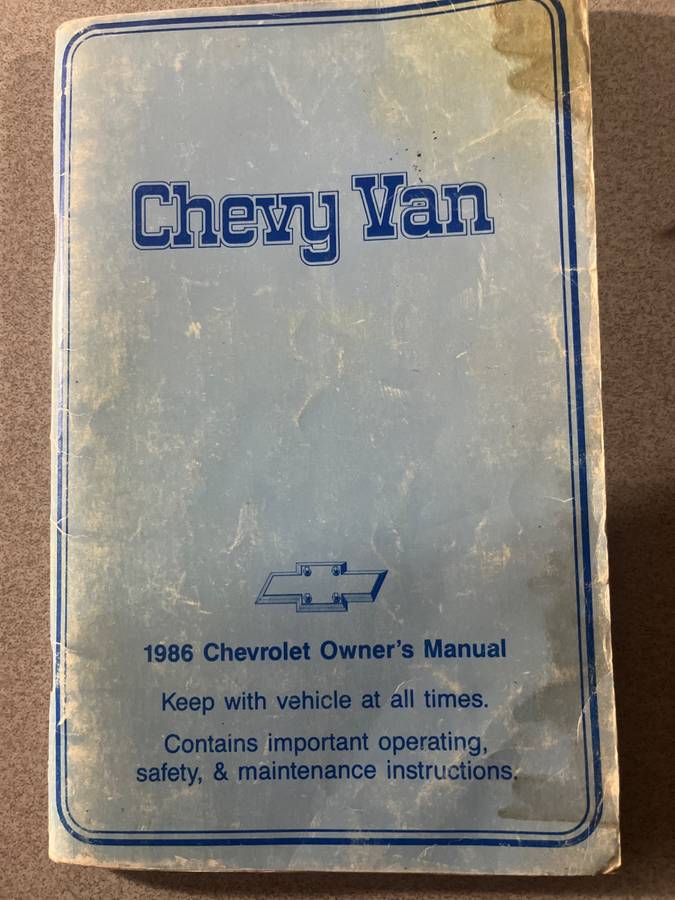 Chevy Van
1986 Chevrolet Owner's Manual
Keep with vehicle at all times.
Contains important operating,
safety, & maintenance instructions.